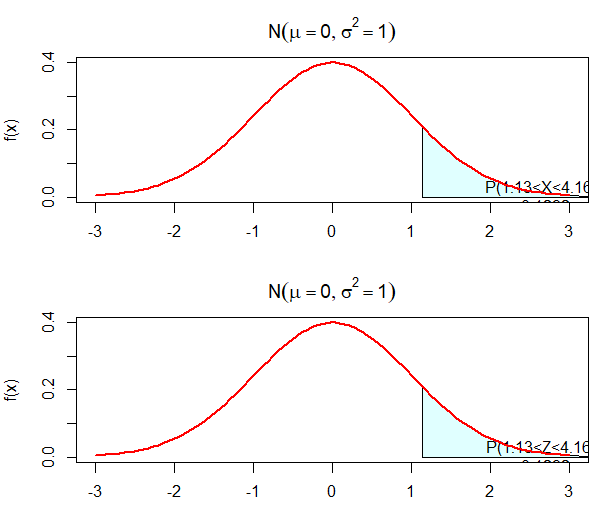 N(μ = 0, σ² = 1)
f(x)
0.4
0.2
0.0
P(1.13<X<4.16
-3 -2 -1 0 1 2 3
N(μ = 0, σ² = 1)
f(x)
0.4
0.2
0.0
P(1.13<Z<4.16
-3 -2 -1 0 1 2 3